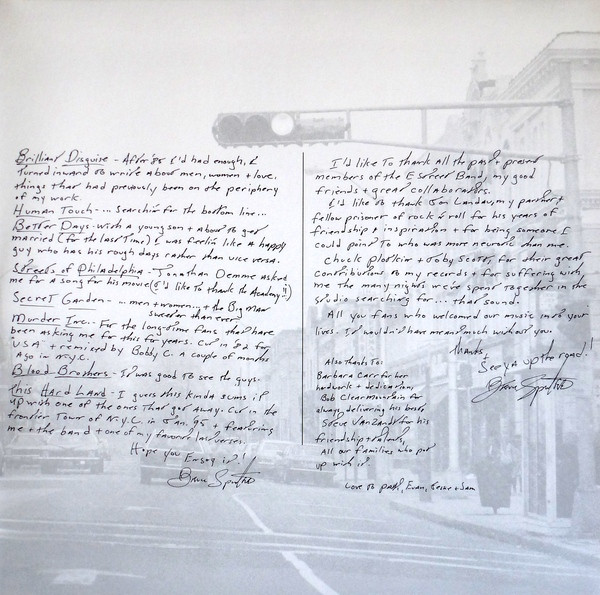 Brilliant Disguise - After '85 I'd had enough, I
turned inward to write about men, women + love,
things that had previously been on the periphery
of my work.
Human Touch - ... searchin' for the bottom line...
Better Days - with a young son + about to get
married (for the last time) I was feelin' like a happy
guy who has his rough days rather than vice versa.
Streets of Philadelphia - Jonathan Demme asked
me for a song for his movie (I'd like to thank the Academy!!)
Secret Garden - ... men + women... + the Big Man
sweeter than ever
Murder Inc. - For the long-time fans that have
been asking me for this for years. Cut in '82 for
"USA" + remixed by Bobby C. a couple of months
ago in N.Y.C.
Blood Brothers - It was good to see the guys.
This Hard Land - I guess this kinda sums it
up with one of the ones that got away. Cut in the
frontier town of N.Y.C. in Jan. 95 + featuring
me + the band + one of my favorite last verses.
Hope you enjoy it!
Bruce Springsteen
I'd like to thank all the past + present
members of the E Street Band, my good
friends + great collaborators.
I'd like to thank Jon Landau, my partner +
fellow prisoner of rock & roll for his years of
friendship + inspiration + for being someone I
could point to who was more neurotic than me.
Chuck Plotkin + Toby Scott, for their great
contributions to my records + for suffering with
me the many nights we've spent together in the
studio searching for... that sound.
All you fans who welcomed our music into your
lives - It wouldn't have meant much without you.
Thanks,
See ya up the road!
Bruce Springsteen
Also thanks to:
Barbara Carr for her
hard work + dedication,
Bob Clearmountain for
always delivering his best,
Steve Van Zandt for his
friendship + talent,
All our families who put
up with it.
Love to Patti, Evan, Jessie + Sam